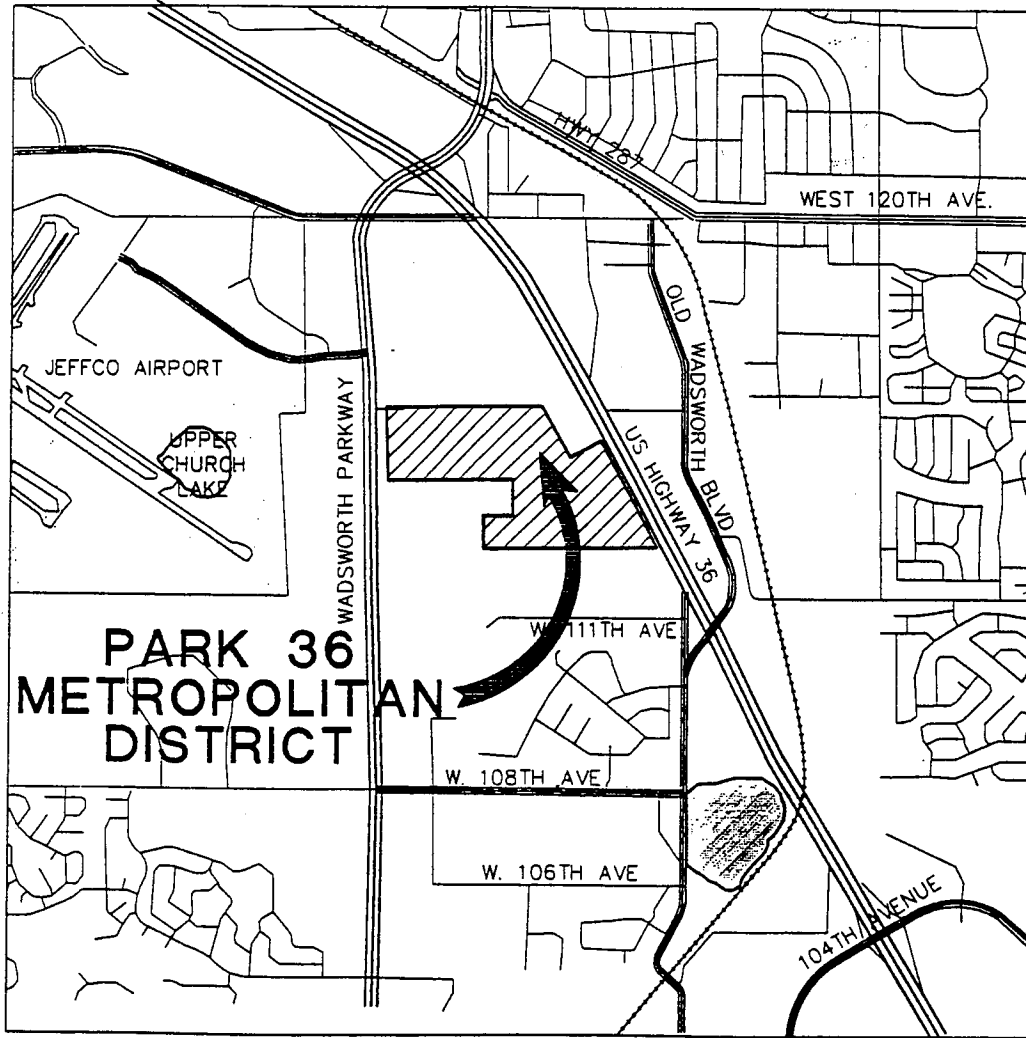 HWY 287
WEST 120TH AVE.
OLD WADSWORTH BLVD
JEFFCO AIRPORT
UPPER
CHURCH
LAKE
WADSWORTH PARKWAY
US HIGHWAY 36
W. 111TH AVE
PARK 36
METROPOLITAN
DISTRICT
W. 108TH AVE
W. 106TH AVE
104TH AVENUE